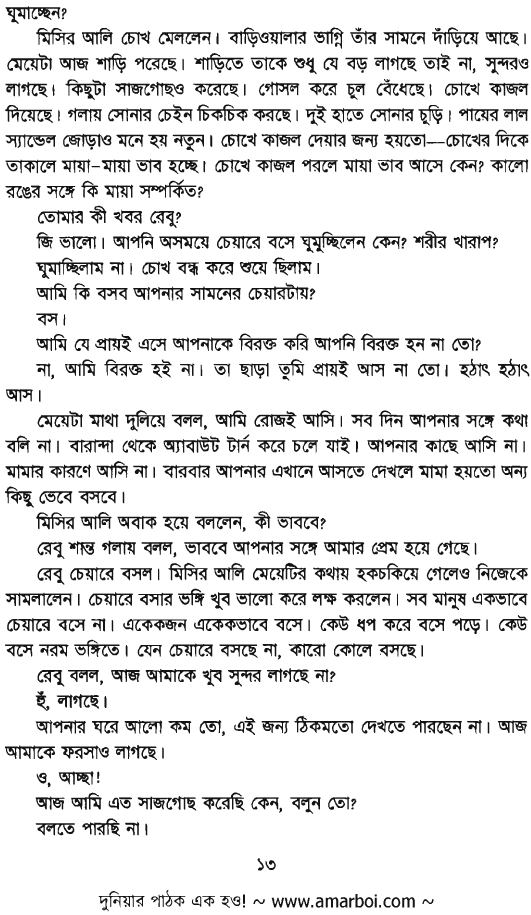 ঘুমাচ্ছেন?
মিসির আলি চোখ মেললেন। বাড়িওয়ালার ভাগ্নি তাঁর সামনে দাঁড়িয়ে আছে।
মেয়েটা আজ শাড়ি পরেছে। শাড়িতে তাকে শুধু যে বড় লাগছে তাই না, সুন্দরও
লাগছে। কিছুটা সাজগোছও করেছে। গোসল করে চুল বেঁধেছে। চোখে কাজল
দিয়েছে। গলায় সোনার চেইন চিকচিক করছে। দুই হাতে সোনার চুড়ি। পায়ের লাল
স্যান্ডেল জোড়াও মনে হয় নতুন। চোখে কাজল দেয়ার জন্য হয়তো—চোখের দিকে
তাকালে মায়া-মায়া ভাব হচ্ছে। চোখে কাজল পরলে মায়া ভাব আসে কেন? কালো
রঙের সঙ্গে কি মায়া সম্পর্কিত?
তোমার কী খবর রেবু?
জি ভালো। আপনি অসময়ে চেয়ারে বসে ঘুমুচ্ছিলেন কেন? শরীর খারাপ?
ঘুমাচ্ছিলাম না। চোখ বন্ধ করে শুয়ে ছিলাম।
আমি কি বসব আপনার সামনের চেয়ারটায়?
বস।
আমি যে প্রায়ই এসে আপনাকে বিরক্ত করি আপনি বিরক্ত হন না তো?
না, আমি বিরক্ত হই না। তা ছাড়া তুমি প্রায়ই আস না তো। হঠাৎ হঠাৎ
আস।
মেয়েটা মাথা দুলিয়ে বলল, আমি রোজই আসি। সব দিন আপনার সঙ্গে কথা
বলি না। বারান্দা থেকে অ্যাবাউট টার্ন করে চলে যাই। আপনার কাছে আসি না।
মামার কারণে আসি না। বারবার আপনার এখানে আসতে দেখলে মামা হয়তো অন্য
কিছু ভেবে বসবে।
মিসির আলি অবাক হয়ে বললেন, কী ভাববে?
রেবু শান্ত গলায় বলল, ভাববে আপনার সঙ্গে আমার প্রেম হয়ে গেছে।
রেবু চেয়ারে বসল। মিসির আলি মেয়েটির কথায় হকচকিয়ে গেলেও নিজেকে
সামলালেন। চেয়ারে বসার ভঙ্গি খুব ভালো করে লক্ষ করলেন। সব মানুষ একভাবে
চেয়ারে বসে না। একেকজন একেকভাবে বসে। কেউ ধপ করে বসে পড়ে। কেউ
বসে নরম ভঙ্গিতে। যেন চেয়ারে বসছে না, কারো কোলে বসছে।
রেবু বলল, আজ আমাকে খুব সুন্দর লাগছে না?
হুঁ, লাগছে।
আপনার ঘরে আলো কম তো, এই জন্য ঠিকমতো দেখতে পারছেন না। আজ
আমাকে ফরসাও লাগছে।
ও, আচ্ছা!
আজ আমি এত সাজগোছ করেছি কেন, বলুন তো?
বলতে পারছি না।
১৩
দুনিয়ার পাঠক এক হও! ~ www.amarboi.com ~